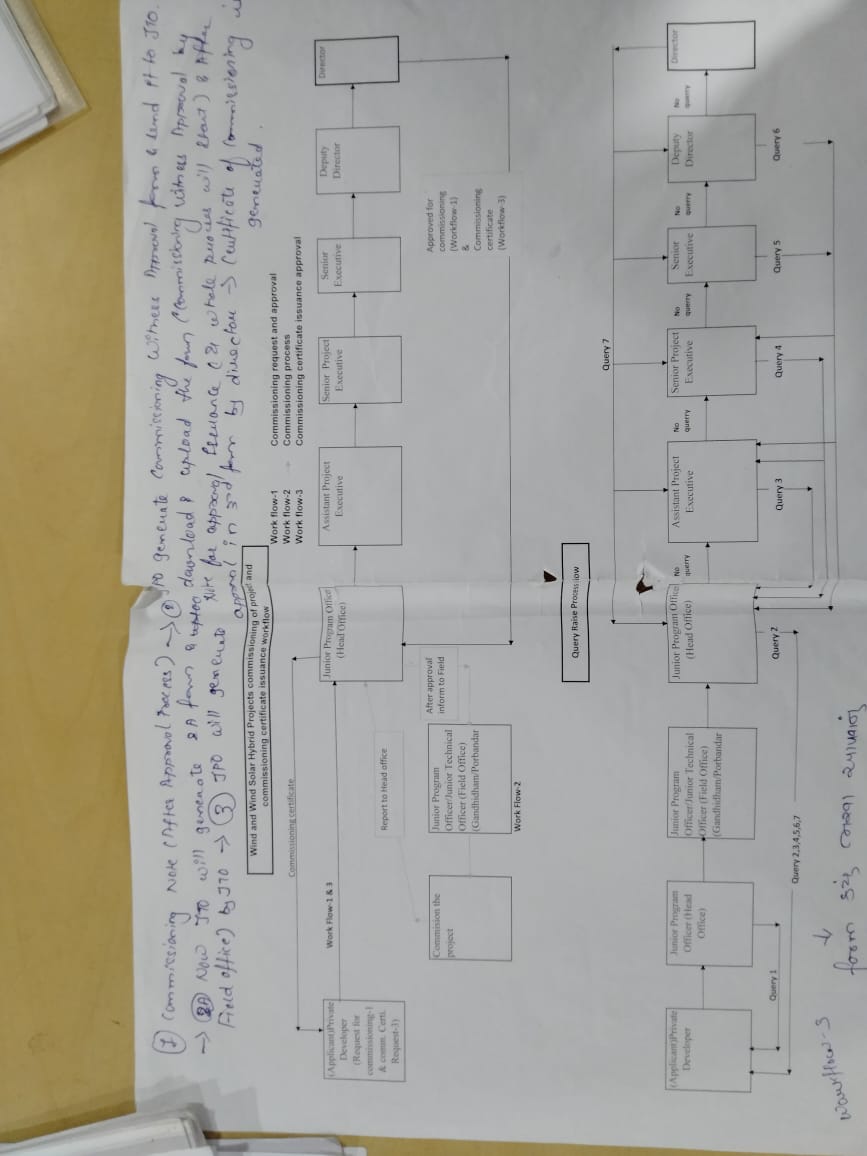 ① Commissioning Note (After Approval Process) → ② JPO generate Commissioning Witness Approval form & send it to JTO.
→ ②A Now JTO will generate 2A form & download & upload the form (Commissioning witness Approval by
Field office) by JTO → ③ JPO will generate Note for approval Issuance (& whole process will start) & After
approval in 3rd form by director → Certificate of Commissioning is
generated.
Wind and Wind Solar Hybrid Projects commissioning of project and
commissioning certificate issuance workflow
Work flow-1 Commissioning request and approval
Work flow-2 Commissioning process
Work flow-3 Commissioning certificate issuance approval
Commissioning certificate
(Applicant)Private
Developer
(Request for
commissioning-1
& comm. Certi.
Request-3)
Work Flow-1 & 3
Junior Program Office
(Head Office)
Assistant Project
Executive
Senior Project
Executive
Senior
Executive
Deputy
Director
Director
Report to Head office
Commision the
project
Junior Program
Officer/Junior Technical
Officer (Field Office)
(Gandhidham/Porbandar
After approval
inform to Field
Work Flow-2
Approved for
commissioning
(Workflow-1)
&
Commissioning
certificate
(Workflow-3)
Query Raise Process low
Query 7
(Applicant)Private
Developer
Junior Program
Officer (Head
Office)
Junior Program
Officer/Junior Technical
Officer (Field Office)
(Gandhidham/Porbandar
Junior Program Office
(Head Office)
No
querry
Assistant Project
Executive
No
querry
Senior Project
Executive
No
querry
Senior
Executive
No
querry
Deputy
Director
No
querry
Director
Query 1
Query 2
Query 3
Query 4
Query 5
Query 6
Query 2,3,4,5,6,7
Workflow-3
form